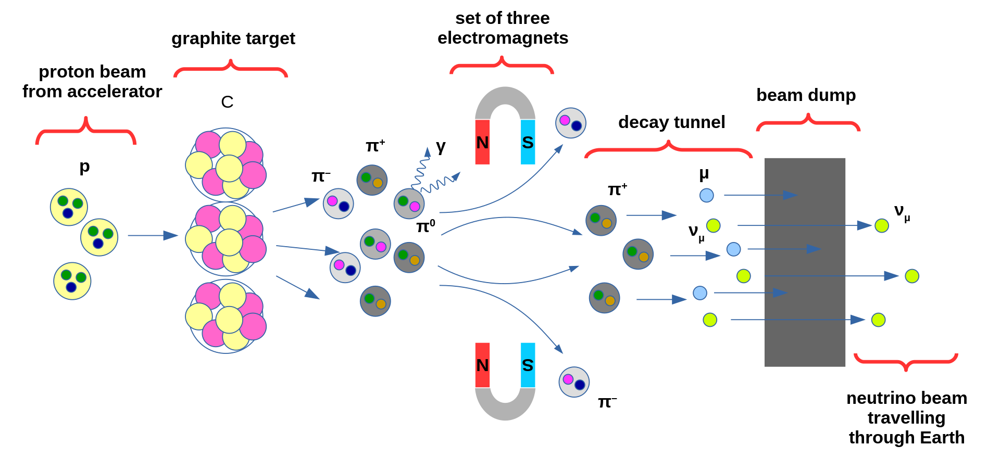 set of three
electromagnets
graphite target
proton beam
from accelerator
beam dump
C
decay tunnel
N S
π⁺
γ
π⁻
p
μ
π⁺
ν_μ
π⁰
ν_μ
N S
π⁻
neutrino beam
travelling
through Earth